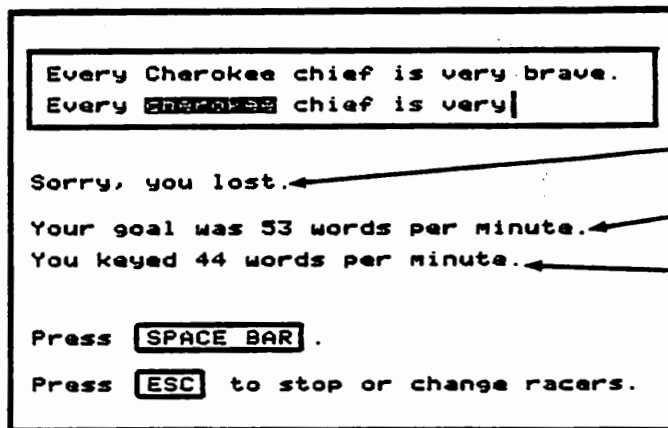 Every Cherokee chief is very brave.
Every cherokee chief is very
Sorry, you lost.
Your goal was 53 words per minute.
You keyed 44 words per minute.
Press SPACE BAR.
Press ESC to stop or change racers.